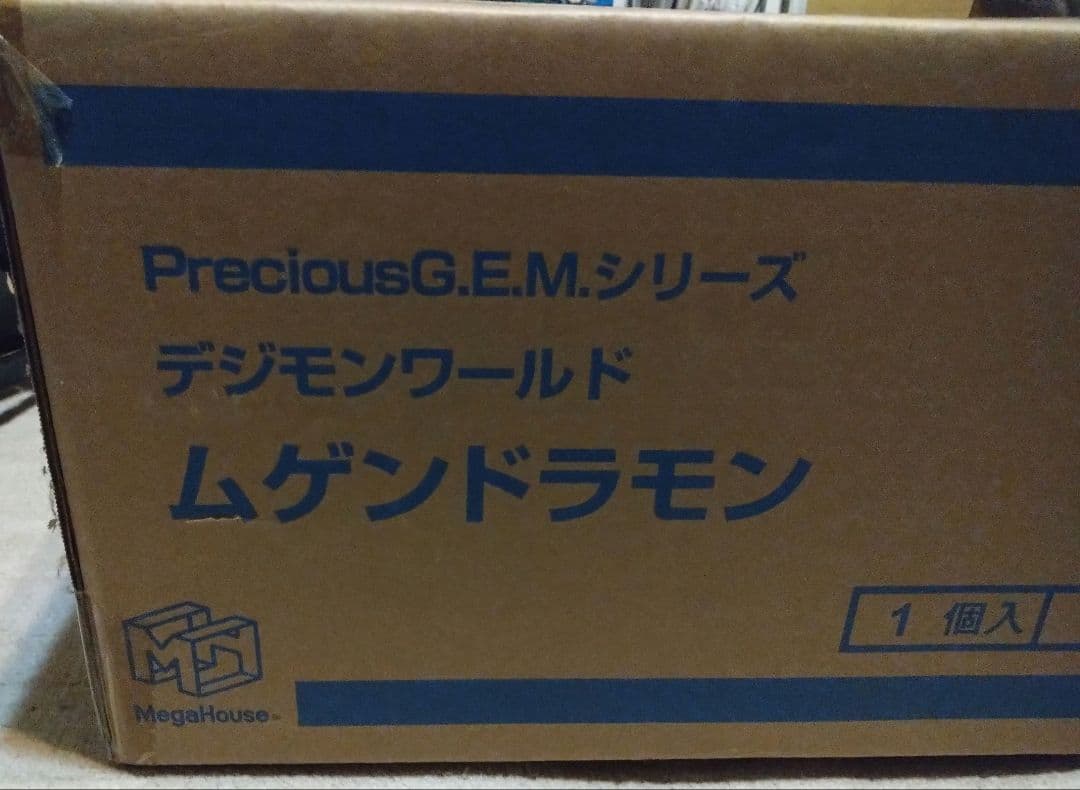 PreciousG.E.M.シリーズ
デジモンワールド
ムゲンドラモン
1 個入
MH
MegaHouse